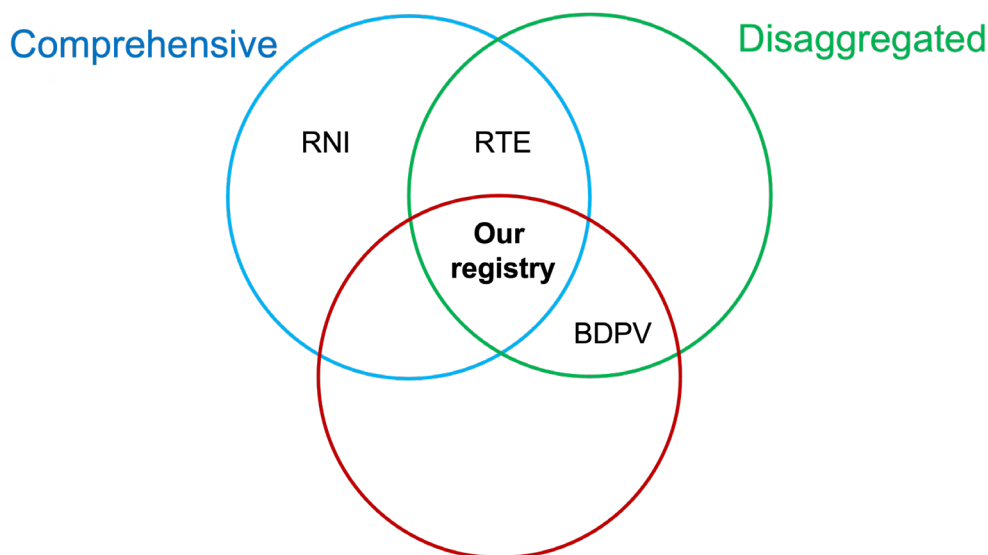 Comprehensive
Disaggregated
RNI
RTE
Our
registry
BDPV